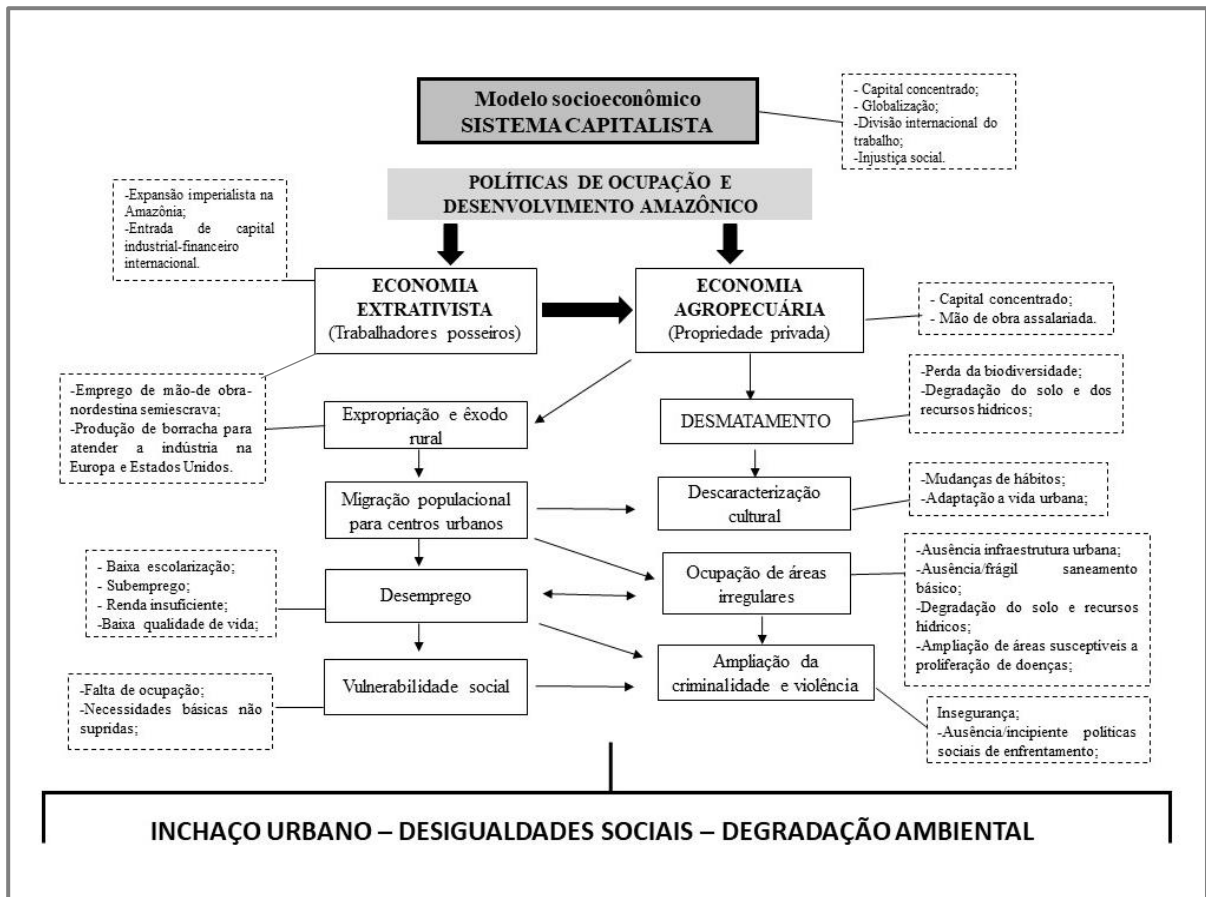 Modelo socioeconômico
SISTEMA CAPITALISTA
- Capital concentrado;
- Globalização;
-Divisão internacional do
trabalho;
-Injustiça social.
POLÍTICAS DE OCUPAÇÃO E
DESENVOLVIMENTO AMAZÔNICO
-Expansão imperialista na
Amazônia;
-Entrada de capital
industrial-financeiro
internacional.
ECONOMIA
EXTRATIVISTA
(Trabalhadores posseiros)
ECONOMIA
AGROPECUÁRIA
(Propriedade privada)
- Capital concentrado;
- Mão de obra assalariada.
-Emprego de mão-de obra-
nordestina semiescrava;
-Produção de borracha para
atender a indústria na
Europa e Estados Unidos.
Expropriação e êxodo
rural
DESMATAMENTO
-Perda da biodiversidade;
-Degradação do solo e dos
recursos hídricos;
Migração populacional
para centros urbanos
Descaracterização
cultural
-Mudanças de hábitos;
-Adaptação a vida urbana;
- Baixa escolarização;
- Subemprego;
- Renda insuficiente;
-Baixa qualidade de vida;
Desemprego
Ocupação de áreas
irregulares
-Ausência infraestrutura urbana;
-Ausência/frágil saneamento
básico;
-Degradação do solo e recursos
hídricos;
-Ampliação de áreas susceptíveis a
proliferação de doenças;
-Falta de ocupação;
-Necessidades básicas não
supridas;
Vulnerabilidade social
Ampliação da
criminalidade e violência
Insegurança;
-Ausência/incipiente políticas
sociais de enfrentamento;
INCHAÇO URBANO – DESIGUALDADES SOCIAIS – DEGRADAÇÃO AMBIENTAL